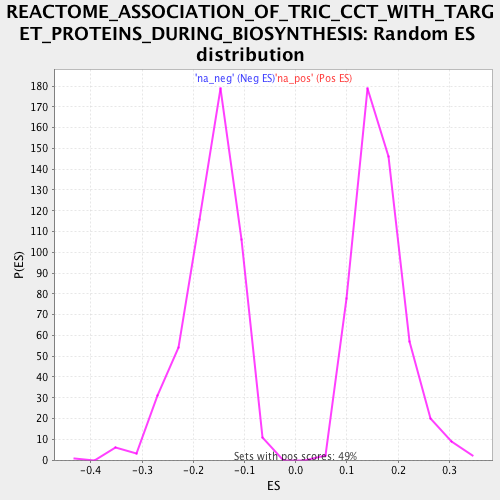 REACTOME_ASSOCIATION_OF_TRIC_CCT_WITH_TARG
ET_PROTEINS_DURING_BIOSYNTHESIS: Random ES
distribution
'na_neg' (Neg ES)'na_pos' (Pos ES)
180
170
160
150
140
130
120
110
100
90
80
70
60
50
40
30
20
10
0
P(ES)
Sets with pos scores: 49%
-0.4 -0.3 -0.2 -0.1 0.0 0.1 0.2 0.3
ES